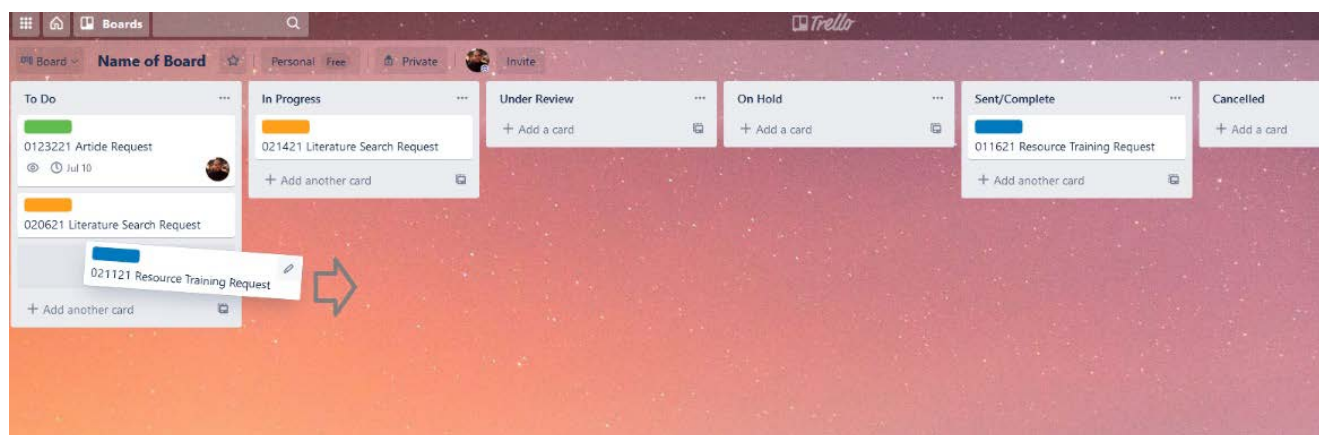 Boards
Trello
Board
Name of Board
Personal Free
Private
Invite
To Do
0123221 Article Request
Jul 10
020621 Literature Search Request
021121 Resource Training Request
+ Add another card
In Progress
021421 Literature Search Request
+ Add another card
Under Review
+ Add a card
On Hold
+ Add a card
Sent/Complete
011621 Resource Training Request
+ Add another card
Cancelled
+ Add a card